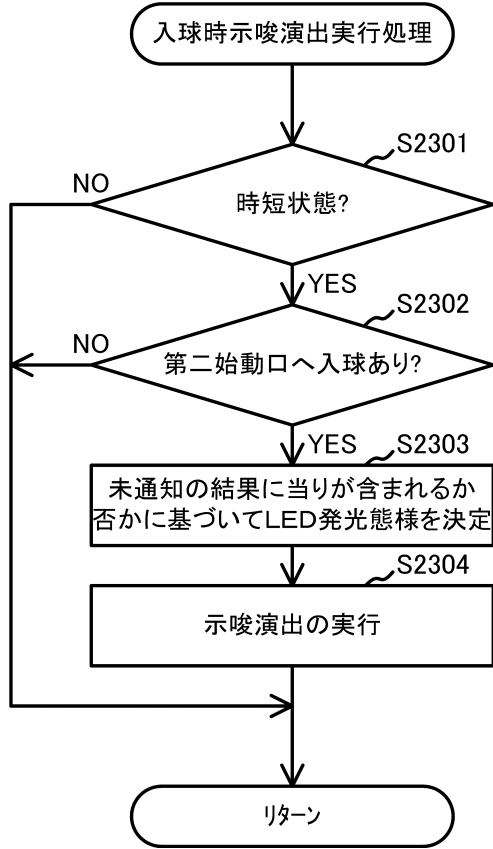 入球時示唆演出実行処理
S2301
NO
時短状態?
YES
S2302
NO
第二始動口へ入球あり?
YES
S2303
未通知の結果に当りが含まれるか
否かに基づいてLED発光態様を決定
S2304
示唆演出の実行
リターン